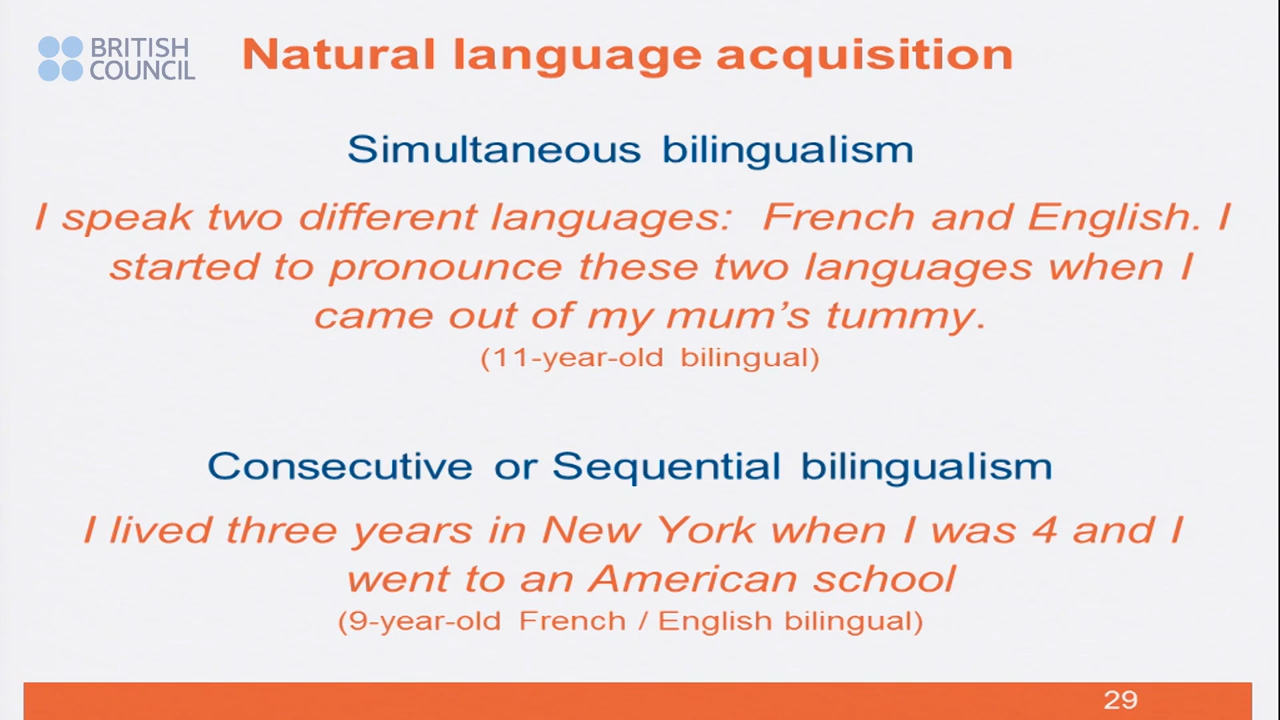 BRITISH
COUNCIL
Natural language acquisition
Simultaneous bilingualism
I speak two different languages: French and English. I
started to pronounce these two languages when I
came out of my mum’s tummy.
(11-year-old bilingual)
Consecutive or Sequential bilingualism
I lived three years in New York when I was 4 and I
went to an American school
(9-year-old French / English bilingual)
29